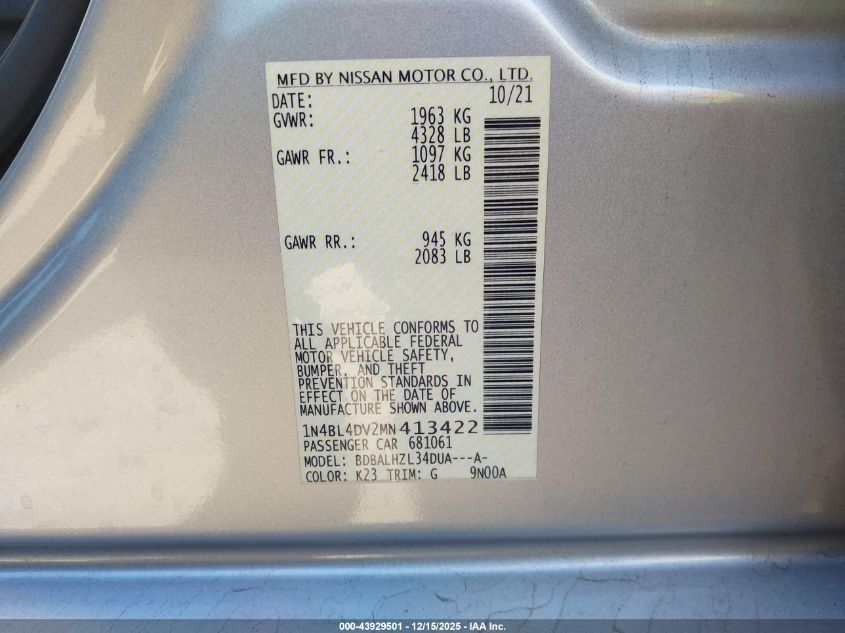 MFD BY NISSAN MOTOR CO., LTD.
DATE: 10/21
GVWR: 1963 KG
4328 LB
GAWR FR.: 1097 KG
2418 LB
GAWR RR.: 945 KG
2083 LB
THIS VEHICLE CONFORMS TO
ALL APPLICABLE FEDERAL
MOTOR VEHICLE SAFETY,
BUMPER, AND THEFT
PREVENTION STANDARDS IN
EFFECT ON THE DATE OF
MANUFACTURE SHOWN ABOVE.
1N4BL4DV2MN413422
PASSENGER CAR 681061
MODEL: BDBALHZL34DUA---A-
COLOR: K23 TRIM: G 9N00A
000-43929501 - 12/15/2025 - IAA Inc.